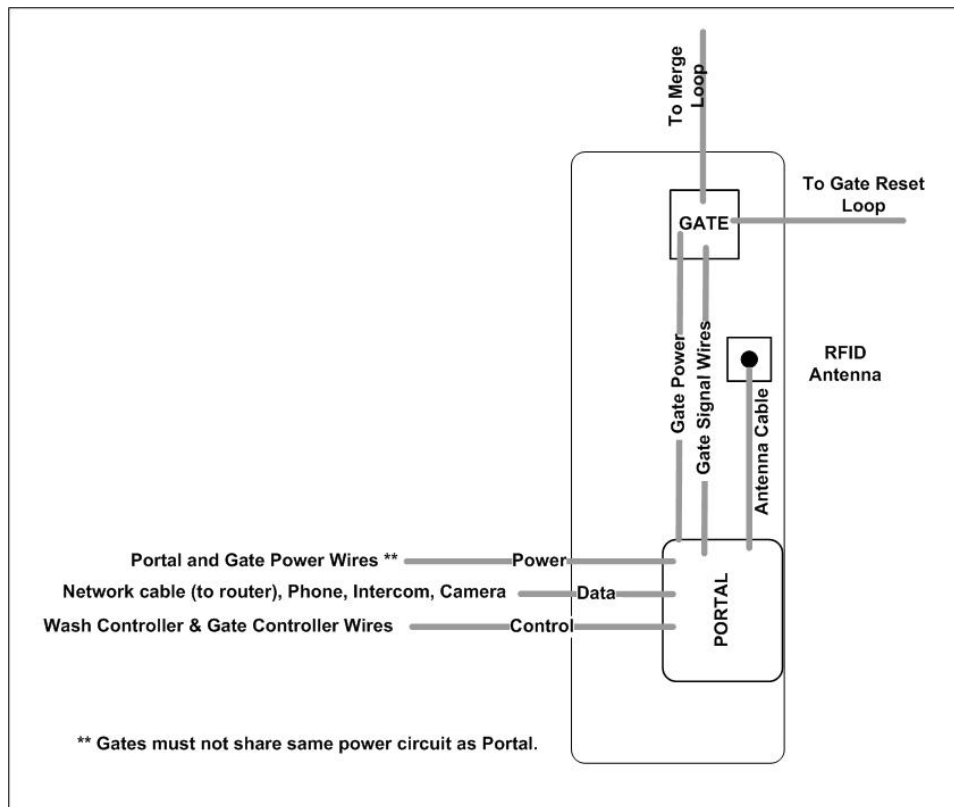 To Merge
Loop
To Gate Reset
Loop
GATE
Gate Power
Gate Signal Wires
RFID
Antenna
Antenna Cable
Portal and Gate Power Wires ** Power
Network cable (to router), Phone, Intercom, Camera Data
Wash Controller & Gate Controller Wires Control
PORTAL
** Gates must not share same power circuit as Portal.